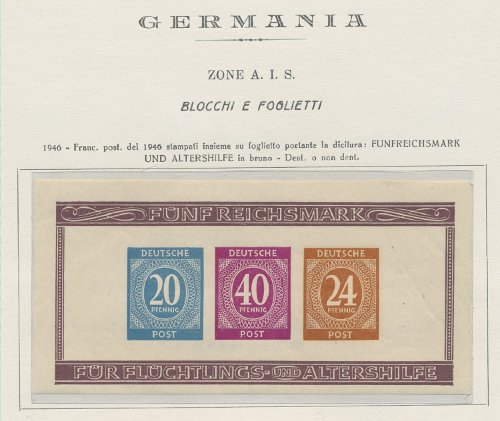 GERMANIA
ZONE A. I. S.
BLOCCHI E FOGLIETTI
1946 - Franc. post. del 1946 stampati insieme su foglietto portante la dicitura: FUNFREICHSMARK
UND ALTERSHILFE in bruno - Dent. o non dent.
FÜNF REICHSMARK
DEUTSCHE DEUTSCHE DEUTSCHE
20 40 24
PFENNIG PFENNIG PFENNIG
POST POST POST
FÜR FLÜCHTLINGS-UND ALTERSHILFE